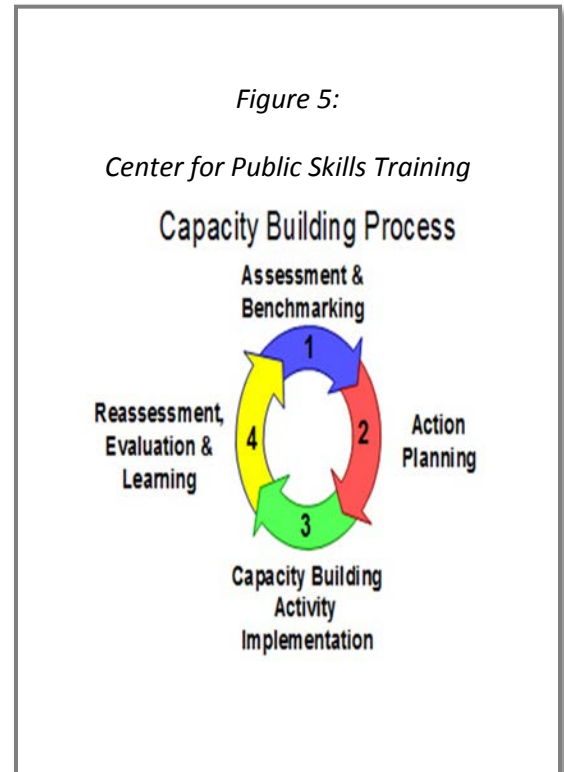 Figure 5:
Center for Public Skills Training
Capacity Building Process
Assessment &
Benchmarking
1
2
Action
Planning
3
Capacity Building
Activity
Implementation
4
Reassessment,
Evaluation &
Learning